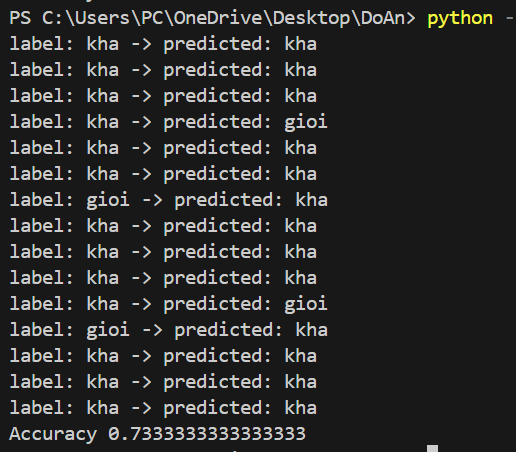 PS C:\Users\PC\OneDrive\Desktop\DoAn> python -
label: kha -> predicted: kha
label: kha -> predicted: kha
label: kha -> predicted: kha
label: kha -> predicted: gioi
label: kha -> predicted: kha
label: kha -> predicted: kha
label: gioi -> predicted: kha
label: kha -> predicted: kha
label: kha -> predicted: kha
label: kha -> predicted: kha
label: kha -> predicted: gioi
label: gioi -> predicted: kha
label: kha -> predicted: kha
label: kha -> predicted: kha
label: kha -> predicted: kha
Accuracy 0.7333333333333333